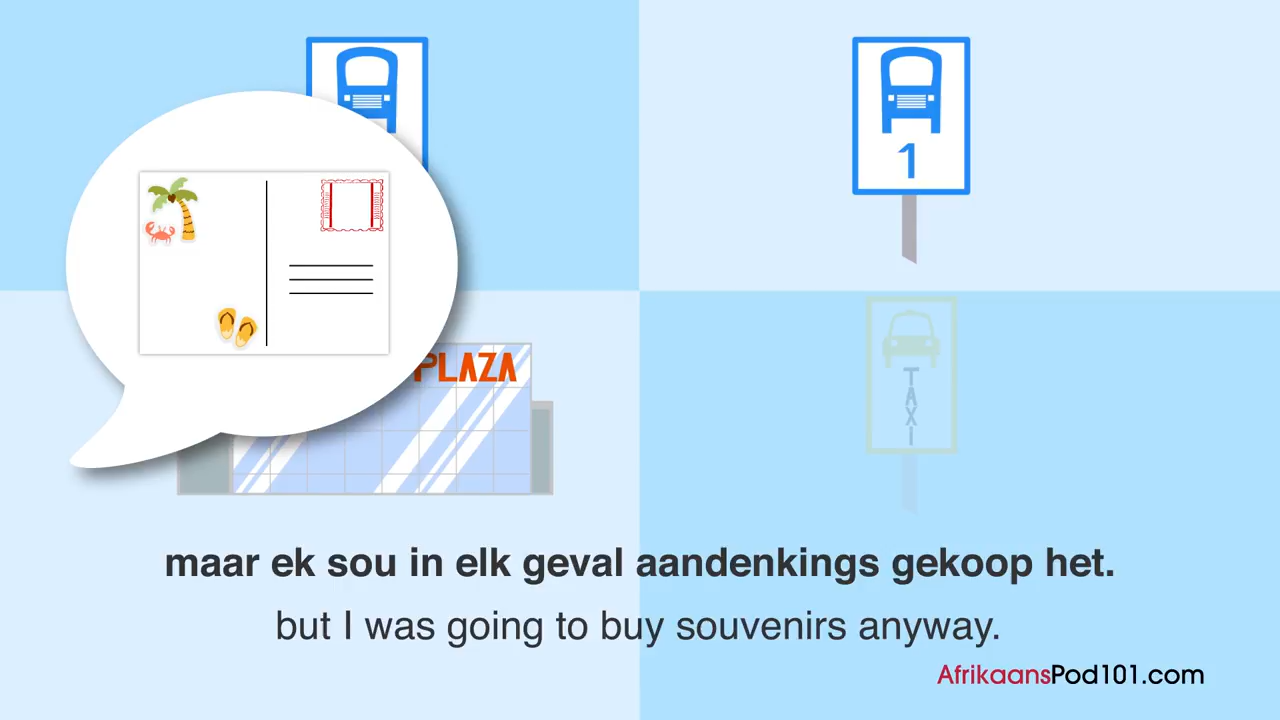 1
PLAZA
TAXI
maar ek sou in elk geval aandenkings gekoop het.
but I was going to buy souvenirs anyway.
AfrikaansPod101.com